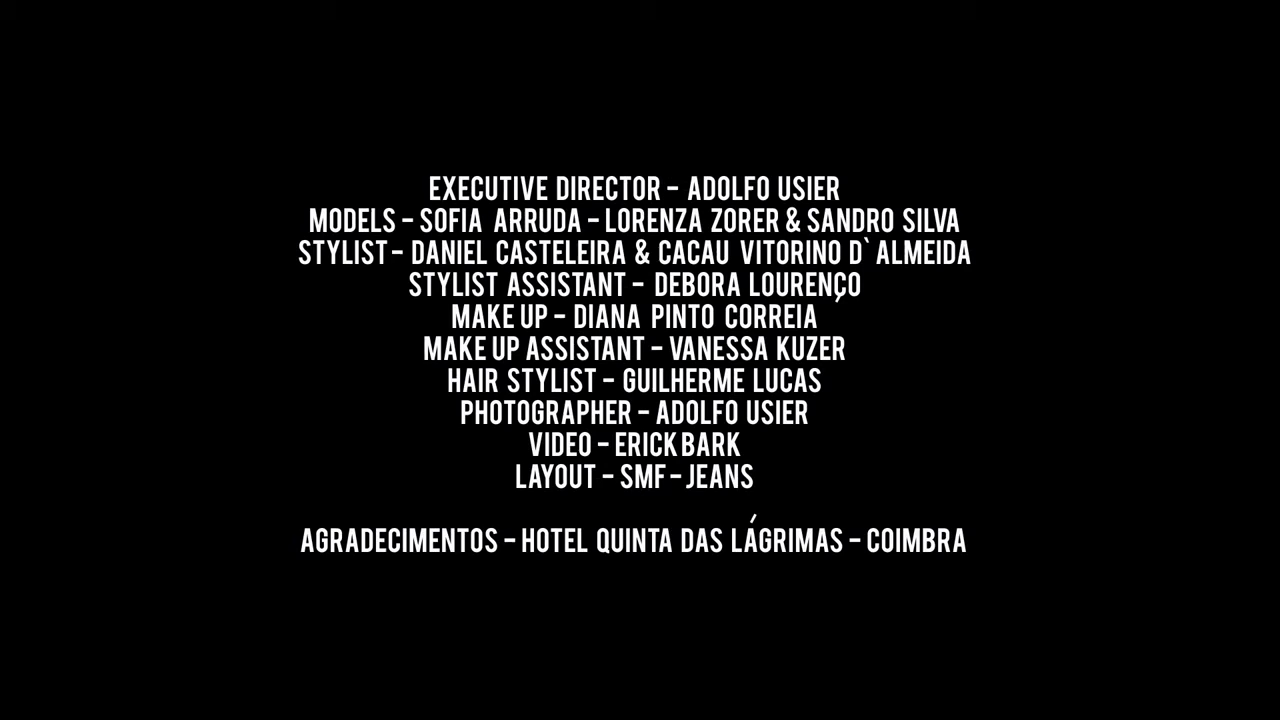 EXECUTIVE DIRECTOR - ADOLFO USIER
MODELS - SOFIA ARRUDA - LORENZA ZORER & SANDRO SILVA
STYLIST - DANIEL CASTELEIRA & CACAU VITORINO D` ALMEIDA
STYLIST ASSISTANT - DEBORA LOURENÇO
MAKE UP - DIANA PINTO CORREIA
MAKE UP ASSISTANT - VANESSA KUZER
HAIR STYLIST - GUILHERME LUCAS
PHOTOGRAPHER - ADOLFO USIER
VIDEO - ERICK BARK
LAYOUT - SMF - JEANS
AGRADECIMENTOS - HOTEL QUINTA DAS LÁGRIMAS - COIMBRA